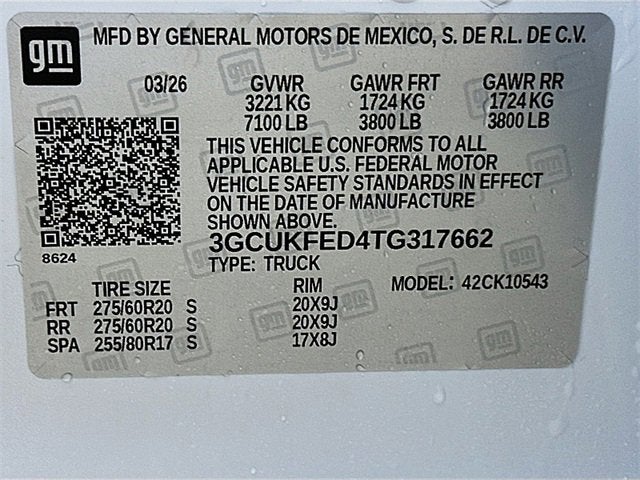 gm MFD BY GENERAL MOTORS DE MEXICO, S. DE R.L. DE C.V.
03/26 GVWR GAWR FRT GAWR RR
3221 KG 1724 KG 1724 KG
7100 LB 3800 LB 3800 LB
THIS VEHICLE CONFORMS TO ALL
APPLICABLE U.S. FEDERAL MOTOR
VEHICLE SAFETY STANDARDS IN EFFECT
ON THE DATE OF MANUFACTURE
SHOWN ABOVE.
3GCUKFED4TG317662
8624
TYPE: TRUCK
TIRE SIZE RIM MODEL: 42CK10543
FRT 275/60R20 S 20X9J
RR 275/60R20 S 20X9J
SPA 255/80R17 S 17X8J